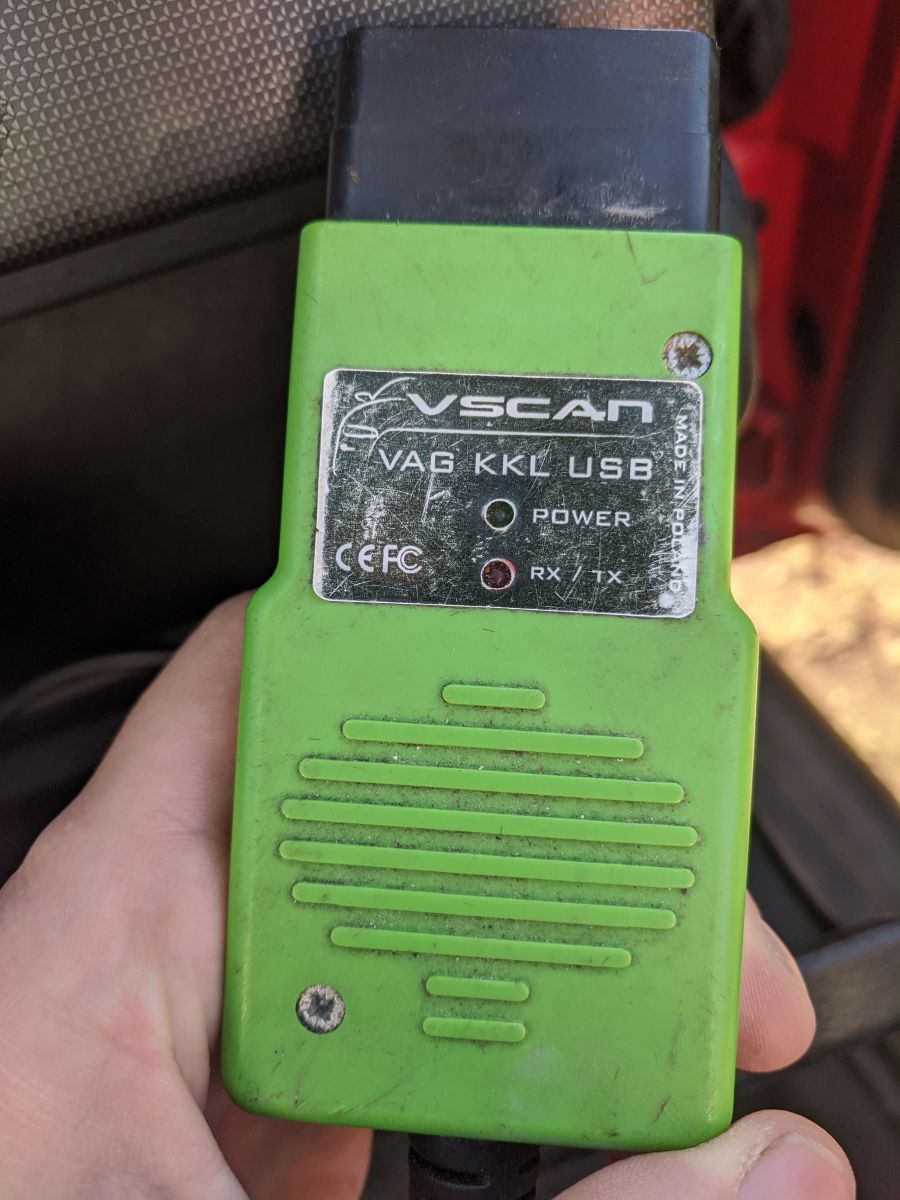 VSCAN
VAG KKL USB
POWER
RX / TX
CE FC
MADE IN POLAND